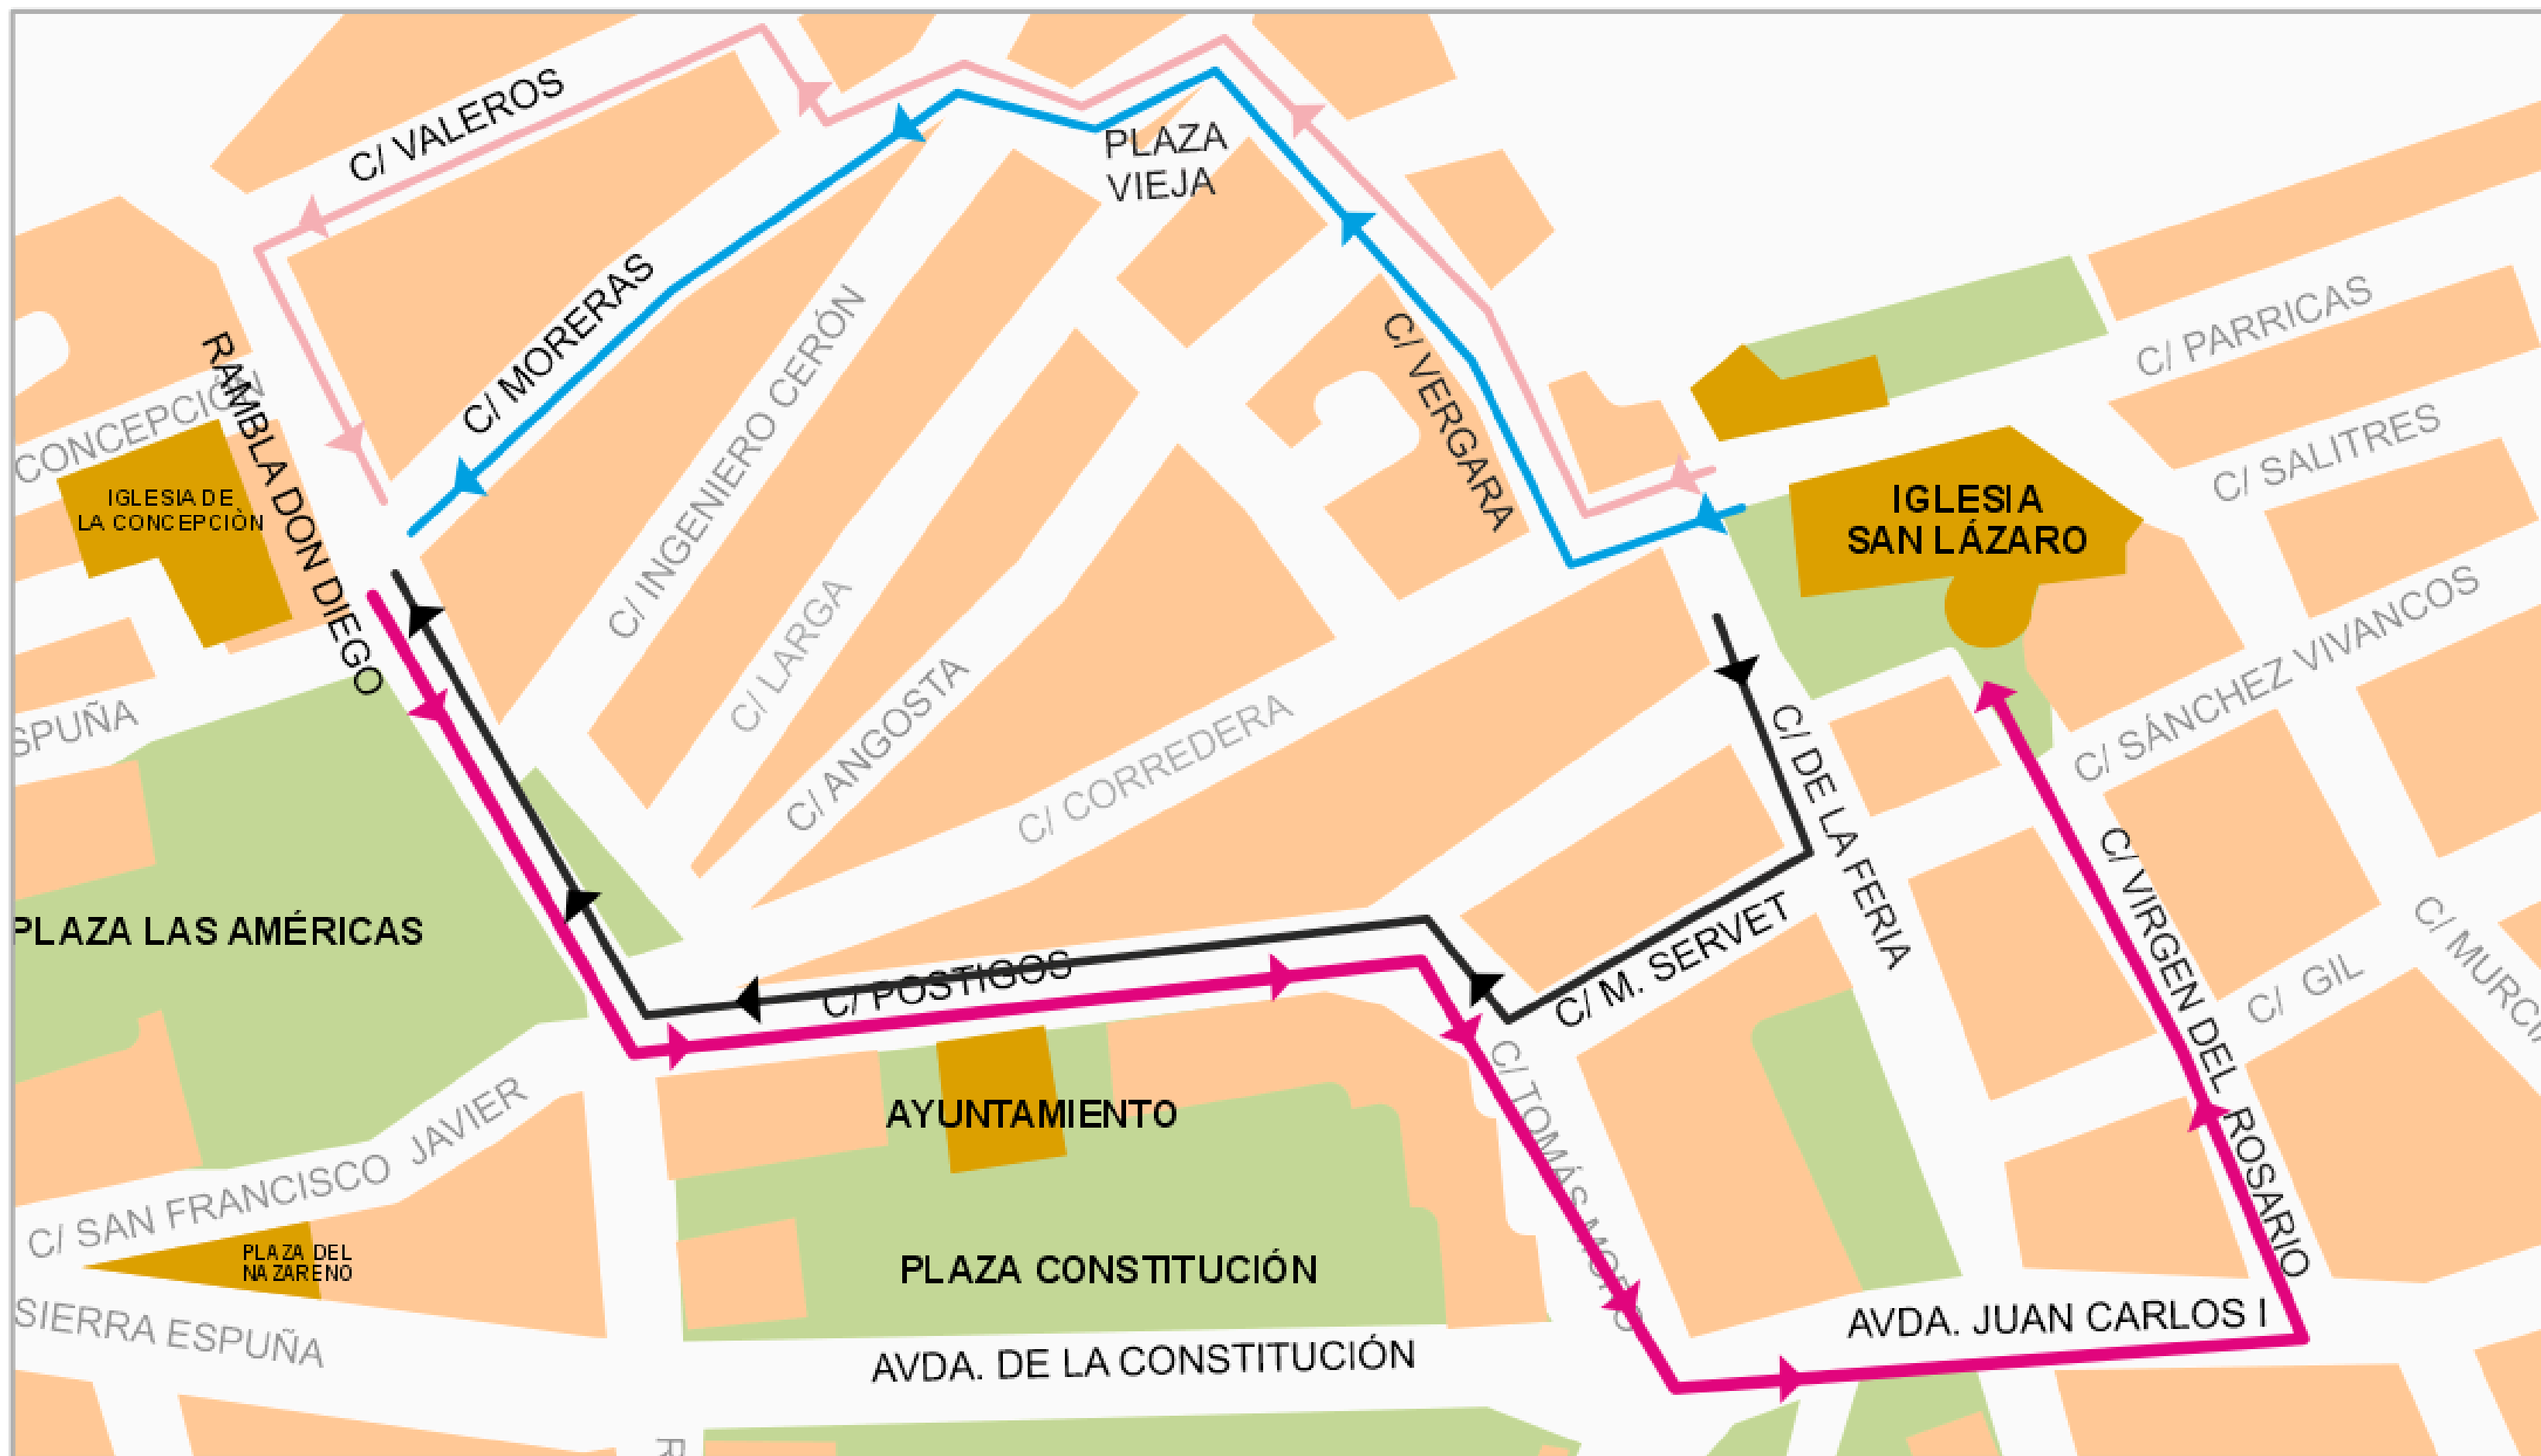 C/ VALEROS
PLAZA
VIEJA
C/ MORERAS
C/ INGENIERO CERÓN
C/ VERGARA
C/ PARRICAS
C/ SALITRES
CONCEPCIÓN
RAMBLA DON DIEGO
IGLESIA DE
LA CONCEPCIÒN
IGLESIA
SAN LÁZARO
C/ LARGA
C/ ANGOSTA
C/ CORREDERA
C/ SÁNCHEZ VIVANCOS
SPUÑA
C/ DE LA FERIA
C/ VIRGEN DEL ROSARIO
PLAZA LAS AMÉRICAS
C/ POSTIGOS
C/ M. SERVET
C/ GIL
C/ MURCI
C/ TOMÁS MORO
AYUNTAMIENTO
C/ SAN FRANCISCO JAVIER
PLAZA DEL
NAZARENO
PLAZA CONSTITUCIÓN
SIERRA ESPUÑA
AVDA. DE LA CONSTITUCIÓN
AVDA. JUAN CARLOS I
R